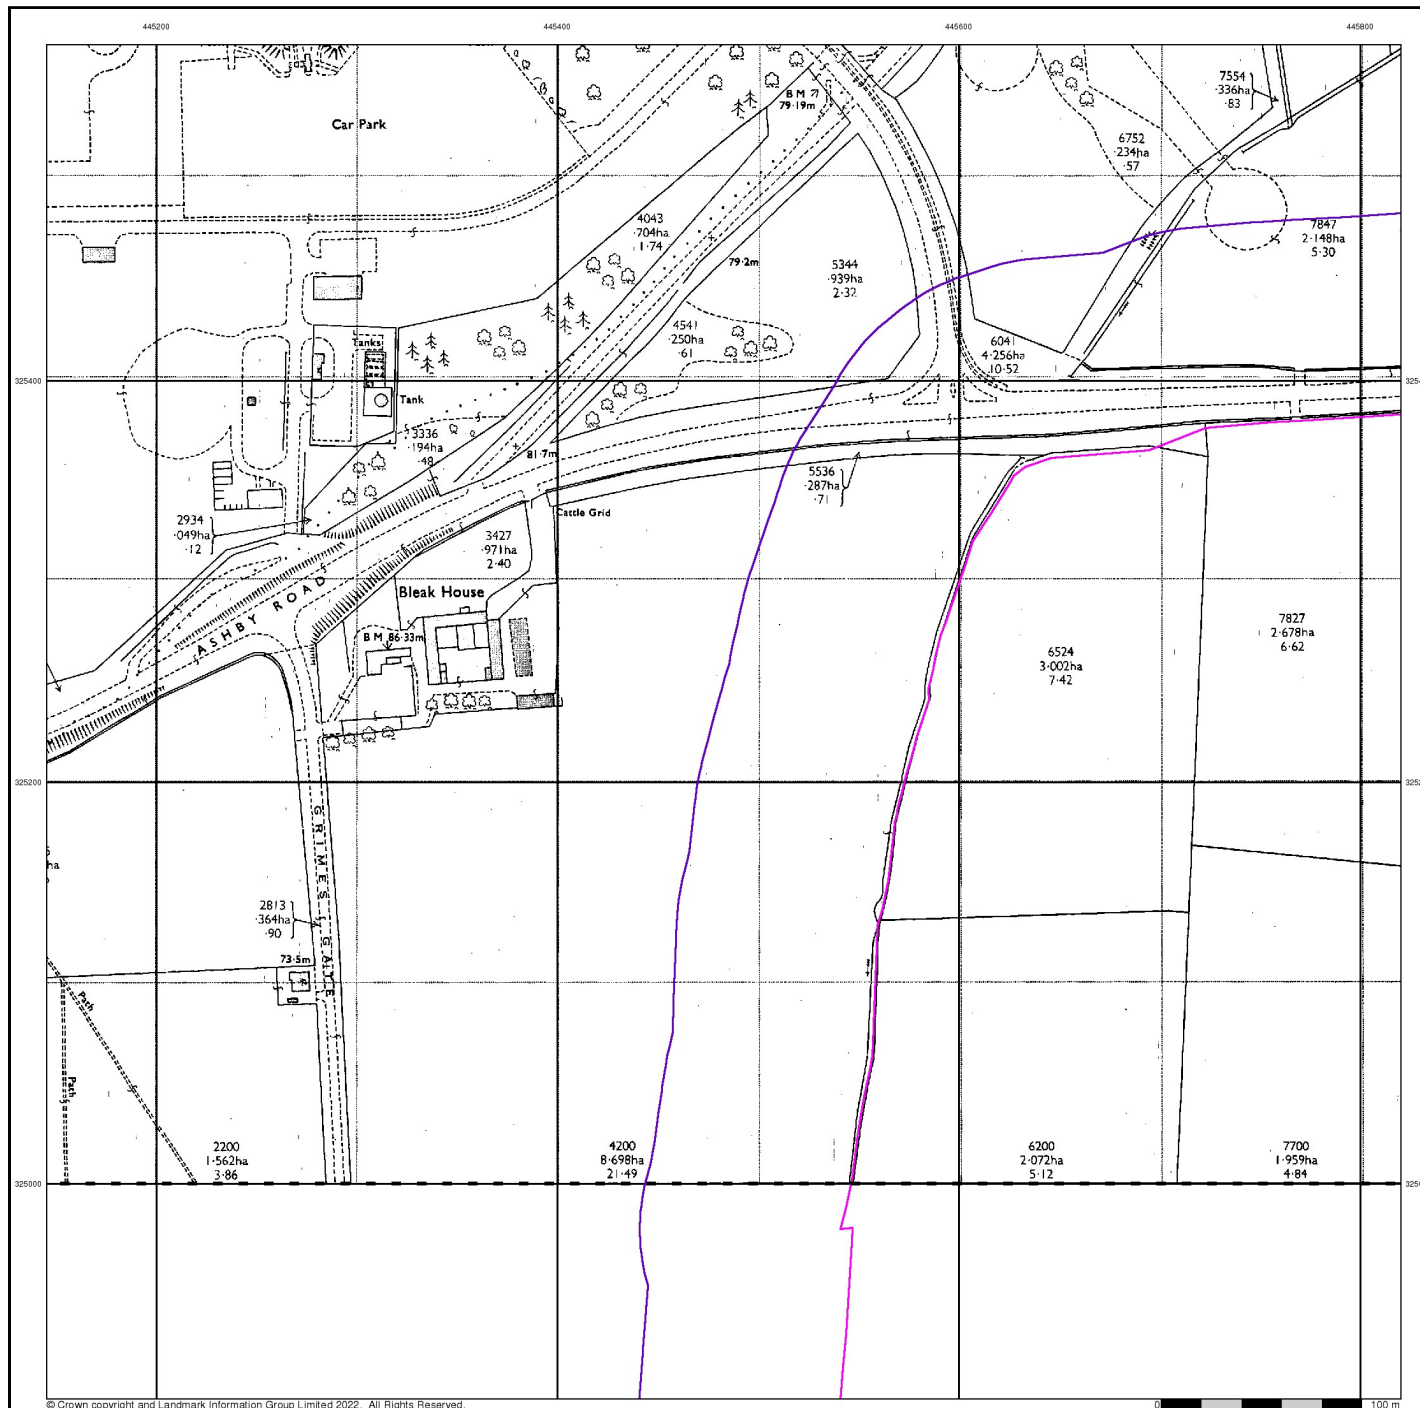 445200
445400
445600
445800
Car Park
B M
79·19m
7554
·336ha
·83
6752
·234ha
·57
4043
·704ha
1·74
79·2m
5344
·939ha
2·32
7847
2·148ha
5·30
4541
·250ha
·61
6041
4·256ha
10·52
Tanks
Tank
325400
3336
·194ha
·48
81·7m
5536
·287ha
·71
Cattle Grid
2934
·049ha
·12
3427
·971ha
2·40
Bleak House
B M 86·33m
ASHBY ROAD
7827
2·678ha
6·62
6524
3·002ha
7·42
325200
GRIMES GATE
ha
2813
·364ha
·90
73·5m
Path
Path
2200
1·562ha
3·86
4200
8·698ha
21·49
6200
2·072ha
5·12
7700
1·959ha
4·84
325000
© Crown copyright and Landmark Information Group Limited 2022. All Rights Reserved.
0
100 m